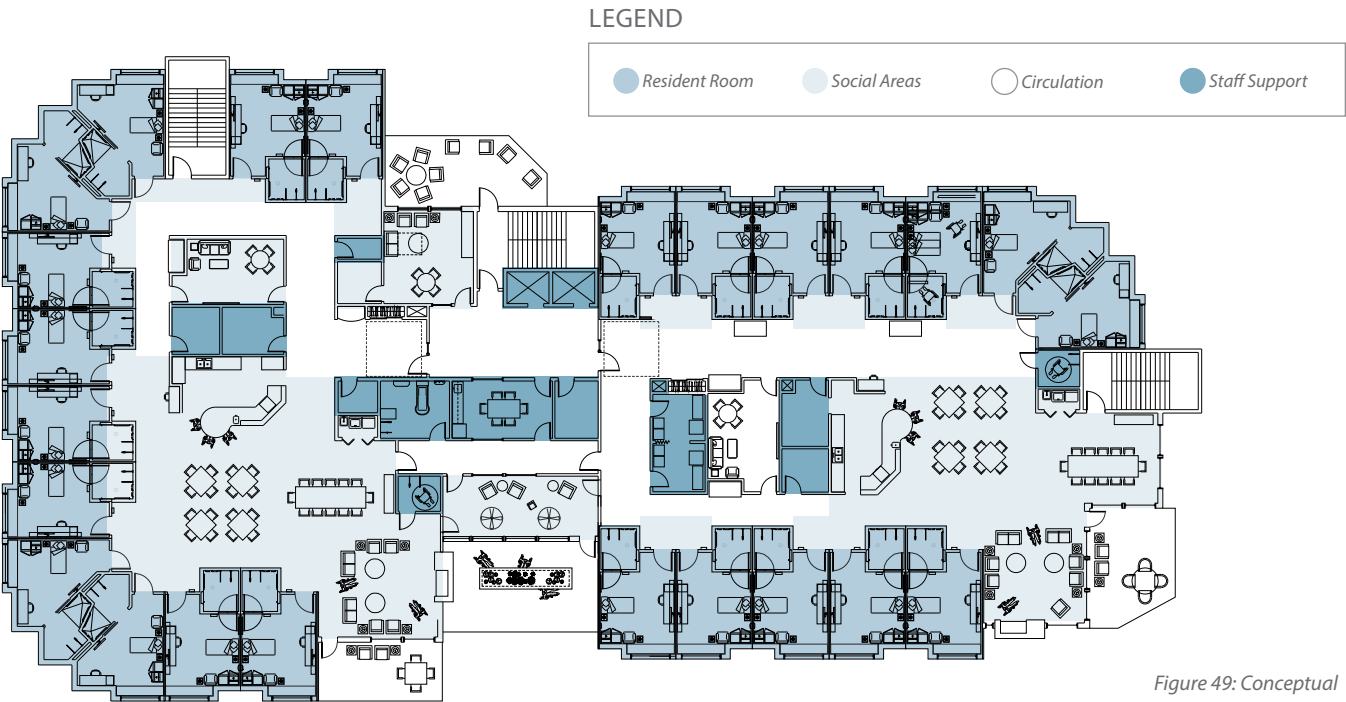 LEGEND
Resident Room
Social Areas
Circulation
Staff Support
Figure 49: Conceptual